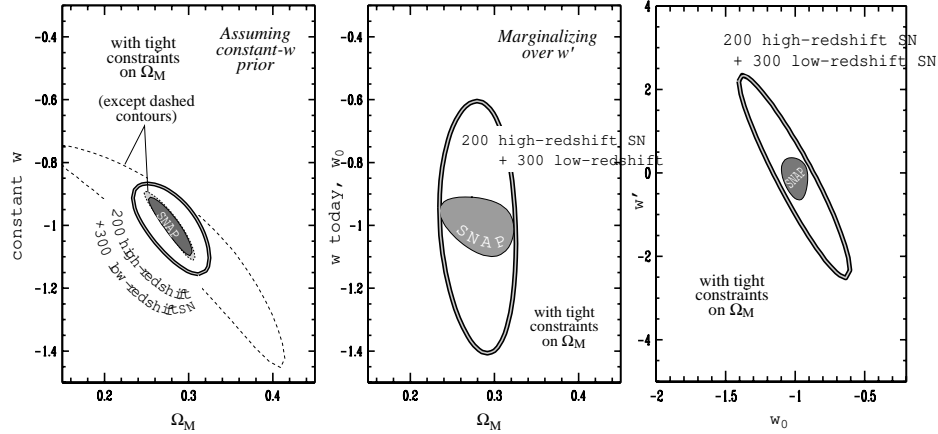 -0.4
-0.6
-0.8
-1
-1.2
-1.4
constant w
with tight
constraints
on Ω_M
(except dashed
contours)
Assuming
constant-w
prior
SNAP
200 high-redshift
+300 low-redshift SN
0.2
0.3
0.4
Ω_M
-0.4
-0.6
-0.8
-1
-1.2
-1.4
w today, w_0
Marginalizing
over w'
200 high-redshift SN
+ 300 low-redshift
SNAP
with tight
constraints
on Ω_M
0.2
0.3
0.4
Ω_M
4
2
0
-2
-4
w'
200 high-redshift SN
+ 300 low-redshift SN
SNAP
with tight
constraints
on Ω_M
-2
-1.5
-1
-0.5
w_0